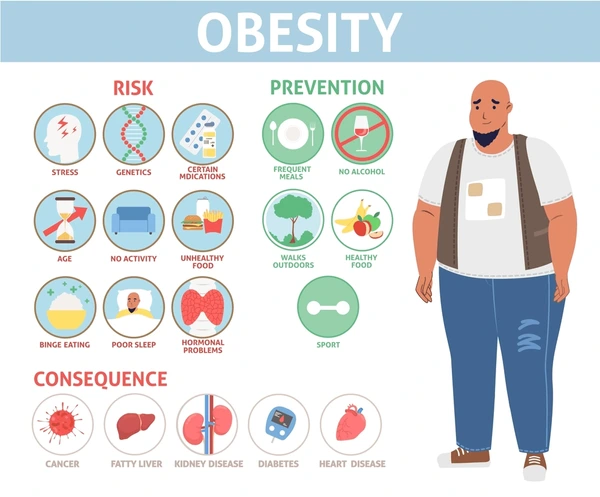 OBESITY
RISK
STRESS
GENETICS
CERTAIN
MDICATIONS
AGE
NO ACTIVITY
UNHEALTHY
FOOD
BINGE EATING
POOR SLEEP
HORMONAL
PROBLEMS
PREVENTION
FREQUENT
MEALS
NO ALCOHOL
WALKS
OUTDOORS
HEALTHY
FOOD
SPORT
CONSEQUENCE
CANCER
FATTY LIVER
KIDNEY DISEASE
DIABETES
HEART DISEASE